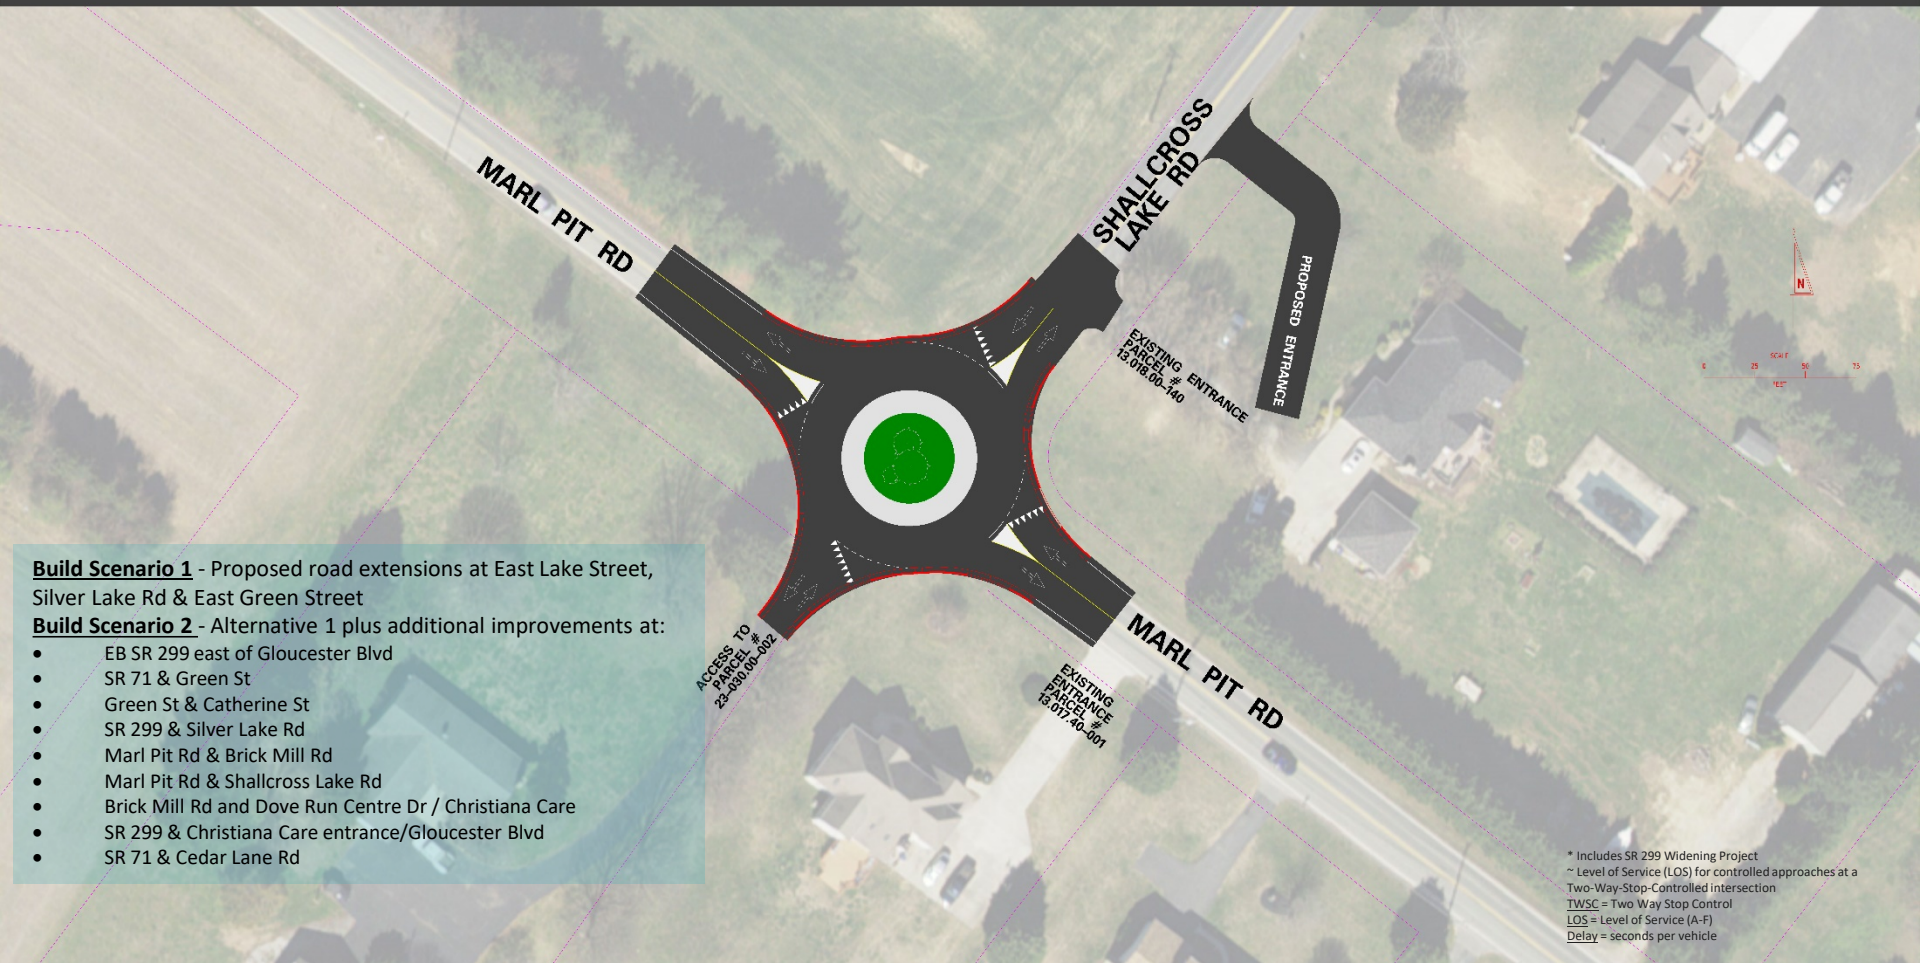 MARL PIT RD
SHALLCROSS
LAKE RD
PROPOSED ENTRANCE
N
EXISTING ENTRANCE
PARCEL #
13.018.00-140
SCALE
0 25 50 75
FEET
Build Scenario 1 - Proposed road extensions at East Lake Street,
Silver Lake Rd & East Green Street
Build Scenario 2 - Alternative 1 plus additional improvements at:
• EB SR 299 east of Gloucester Blvd
• SR 71 & Green St
• Green St & Catherine St
• SR 299 & Silver Lake Rd
• Marl Pit Rd & Brick Mill Rd
• Marl Pit Rd & Shallcross Lake Rd
• Brick Mill Rd and Dove Run Centre Dr / Christiana Care
• SR 299 & Christiana Care entrance/Gloucester Blvd
• SR 71 & Cedar Lane Rd
ACCESS TO
PARCEL #
23-030.00-002
EXISTING
ENTRANCE
PARCEL #
13.017.40-001
MARL PIT RD
* Includes SR 299 Widening Project
~ Level of Service (LOS) for controlled approaches at a
Two-Way-Stop-Controlled intersection
TWSC = Two Way Stop Control
LOS = Level of Service (A-F)
Delay = seconds per vehicle